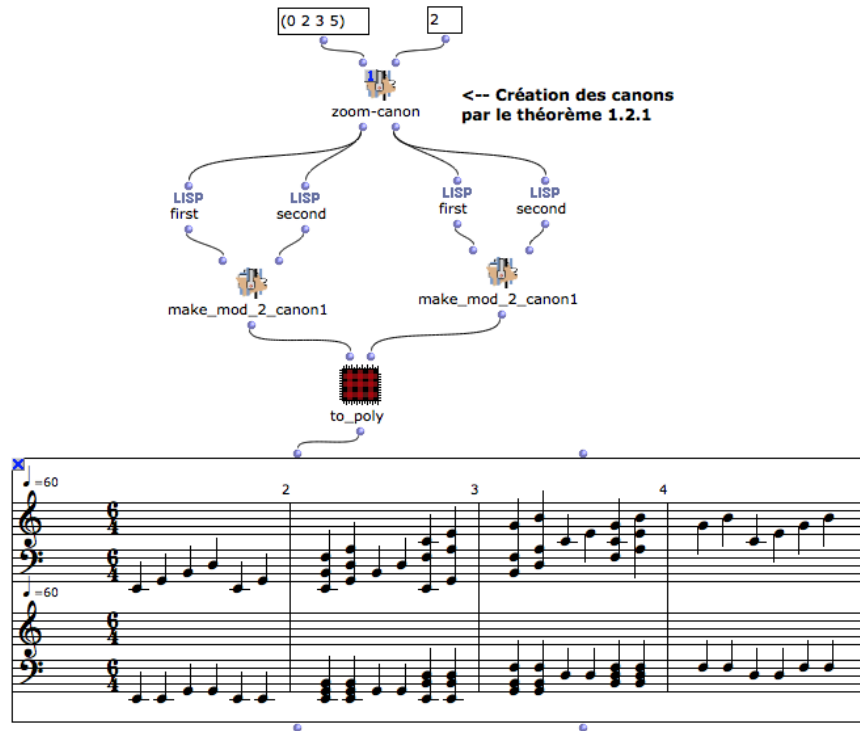 (0 2 3 5) 2
1
zoom-canon
<-- Création des canons
par le théorème 1.2.1
LISP LISP LISP LISP
first second first second
make_mod_2_canon1 make_mod_2_canon1
to_poly
=60
2 3 4
6
4
6
4
=60
6
4
6
4